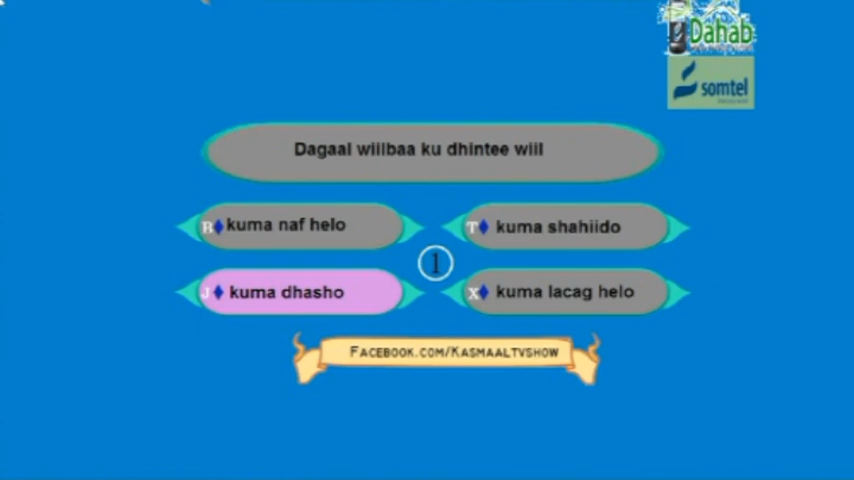 Dahab
somtel
Dagaal wiilbaa ku dhintee wiil
B kuma naf helo
T kuma shahiido
1
J kuma dhasho
X kuma lacag helo
FACEBOOK.COM/KASMAALTVSHOW